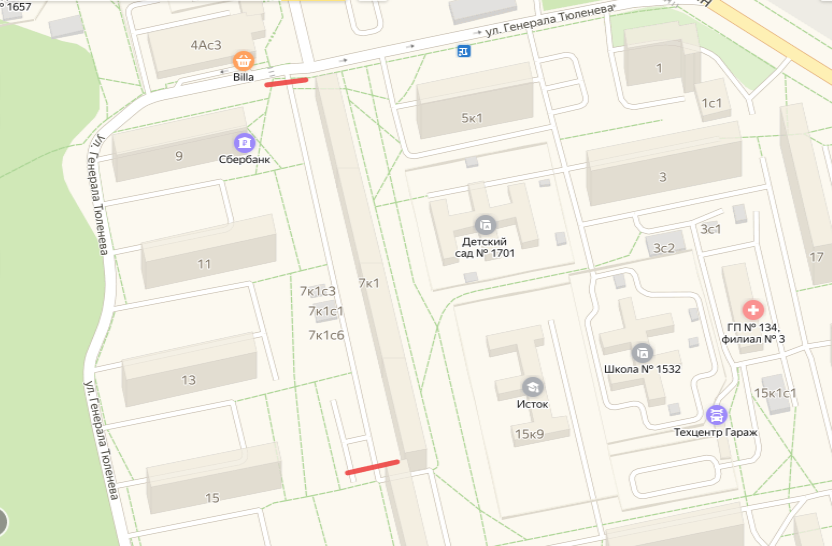 № 1657
ул. Генерала Тюленева
4Ас3
Billa
1
1с1
5к1
ул. Генерала Тюленева
9
Сбербанк
3
Детский
сад № 1701
3с1
3с2
17
11
7к1
7к1с3
7к1с1
7к1с6
ГП № 134,
филиал № 3
Школа № 1532
13
Исток
15к1с1
ул. Генерала Тюленева
15к9
Техцентр Гараж
15